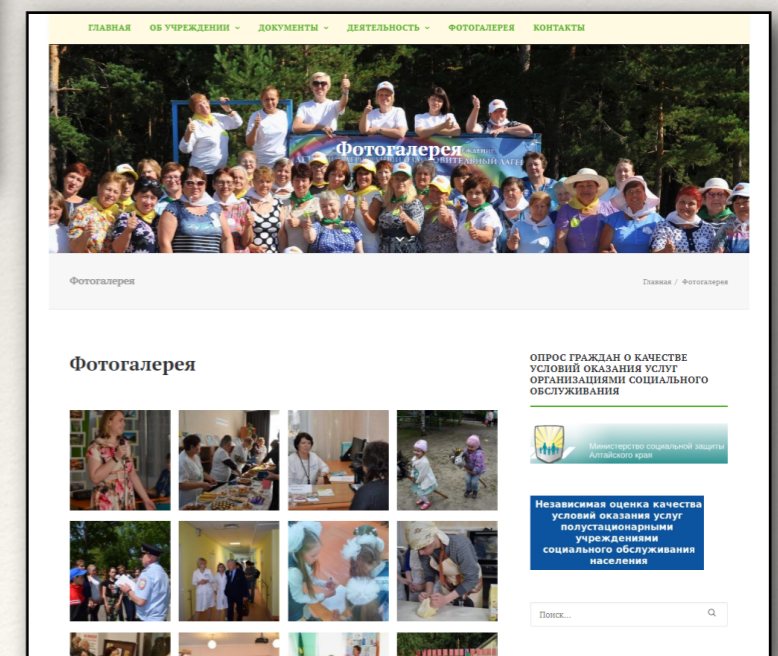 ГЛАВНАЯ ОБ УЧРЕЖДЕНИИ ДОКУМЕНТЫ ДЕЯТЕЛЬНОСТЬ ФОТОГАЛЕРЕЯ КОНТАКТЫ
Фотогалерея
Фотогалерея
Главная / Фотогалерея
Фотогалерея
ОПРОС ГРАЖДАН О КАЧЕСТВЕ
УСЛОВИЙ ОКАЗАНИЯ УСЛУГ
ОРГАНИЗАЦИЯМИ СОЦИАЛЬНОГО
ОБСЛУЖИВАНИЯ
Министерство социальной защиты
Алтайского края
Независимая оценка качества
условий оказания услуг
полустационарными
учреждениями
социального обслуживания
населения
Поиск...